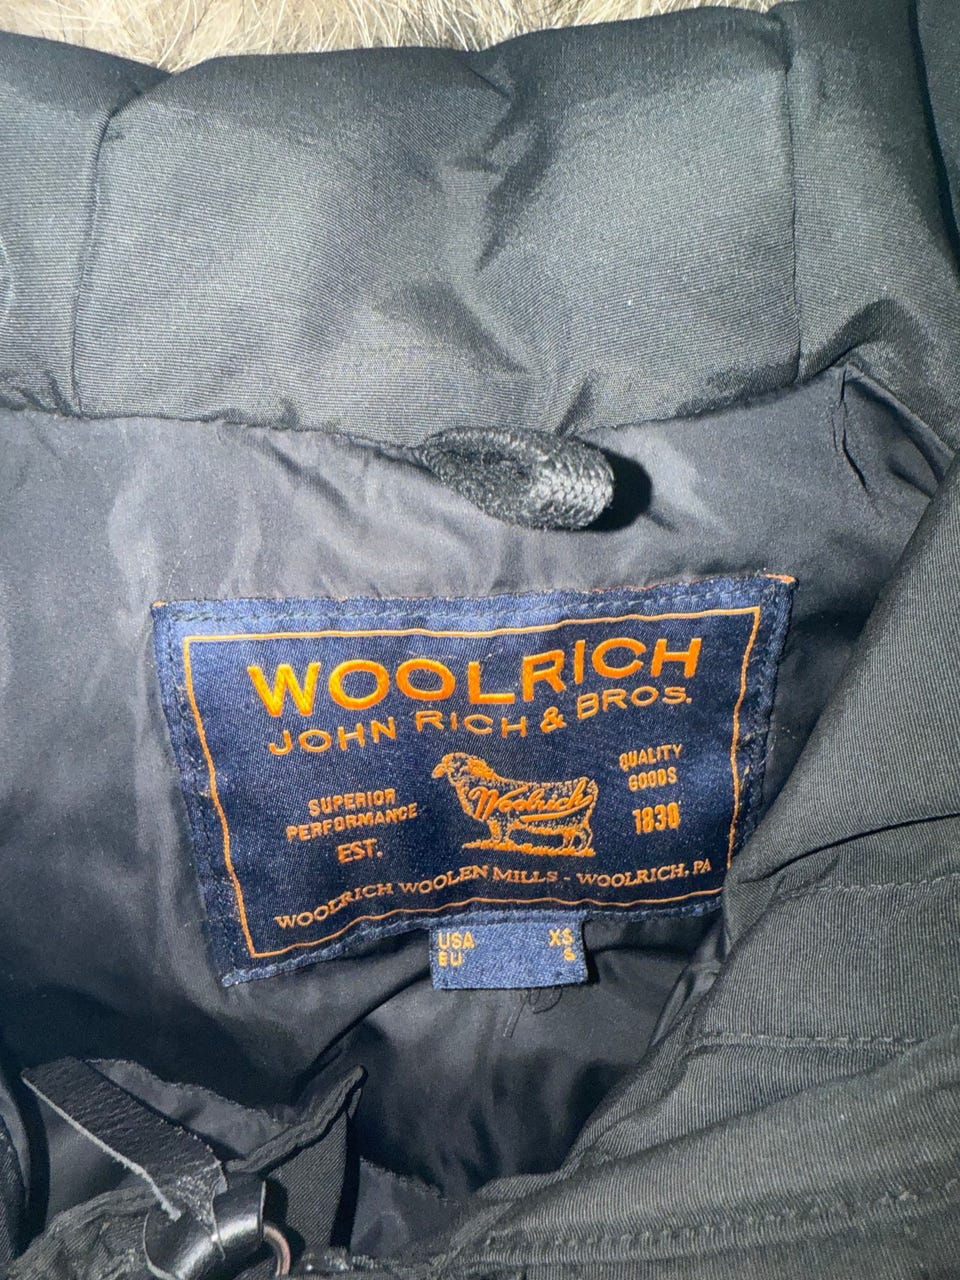 WOOLRICH
JOHN RICH & BROS.
SUPERIOR
PERFORMANCE
EST.
Woolrich
QUALITY
GOODS
1830
WOOLRICH WOOLEN MILLS - WOOLRICH, PA
USA XS
EU S